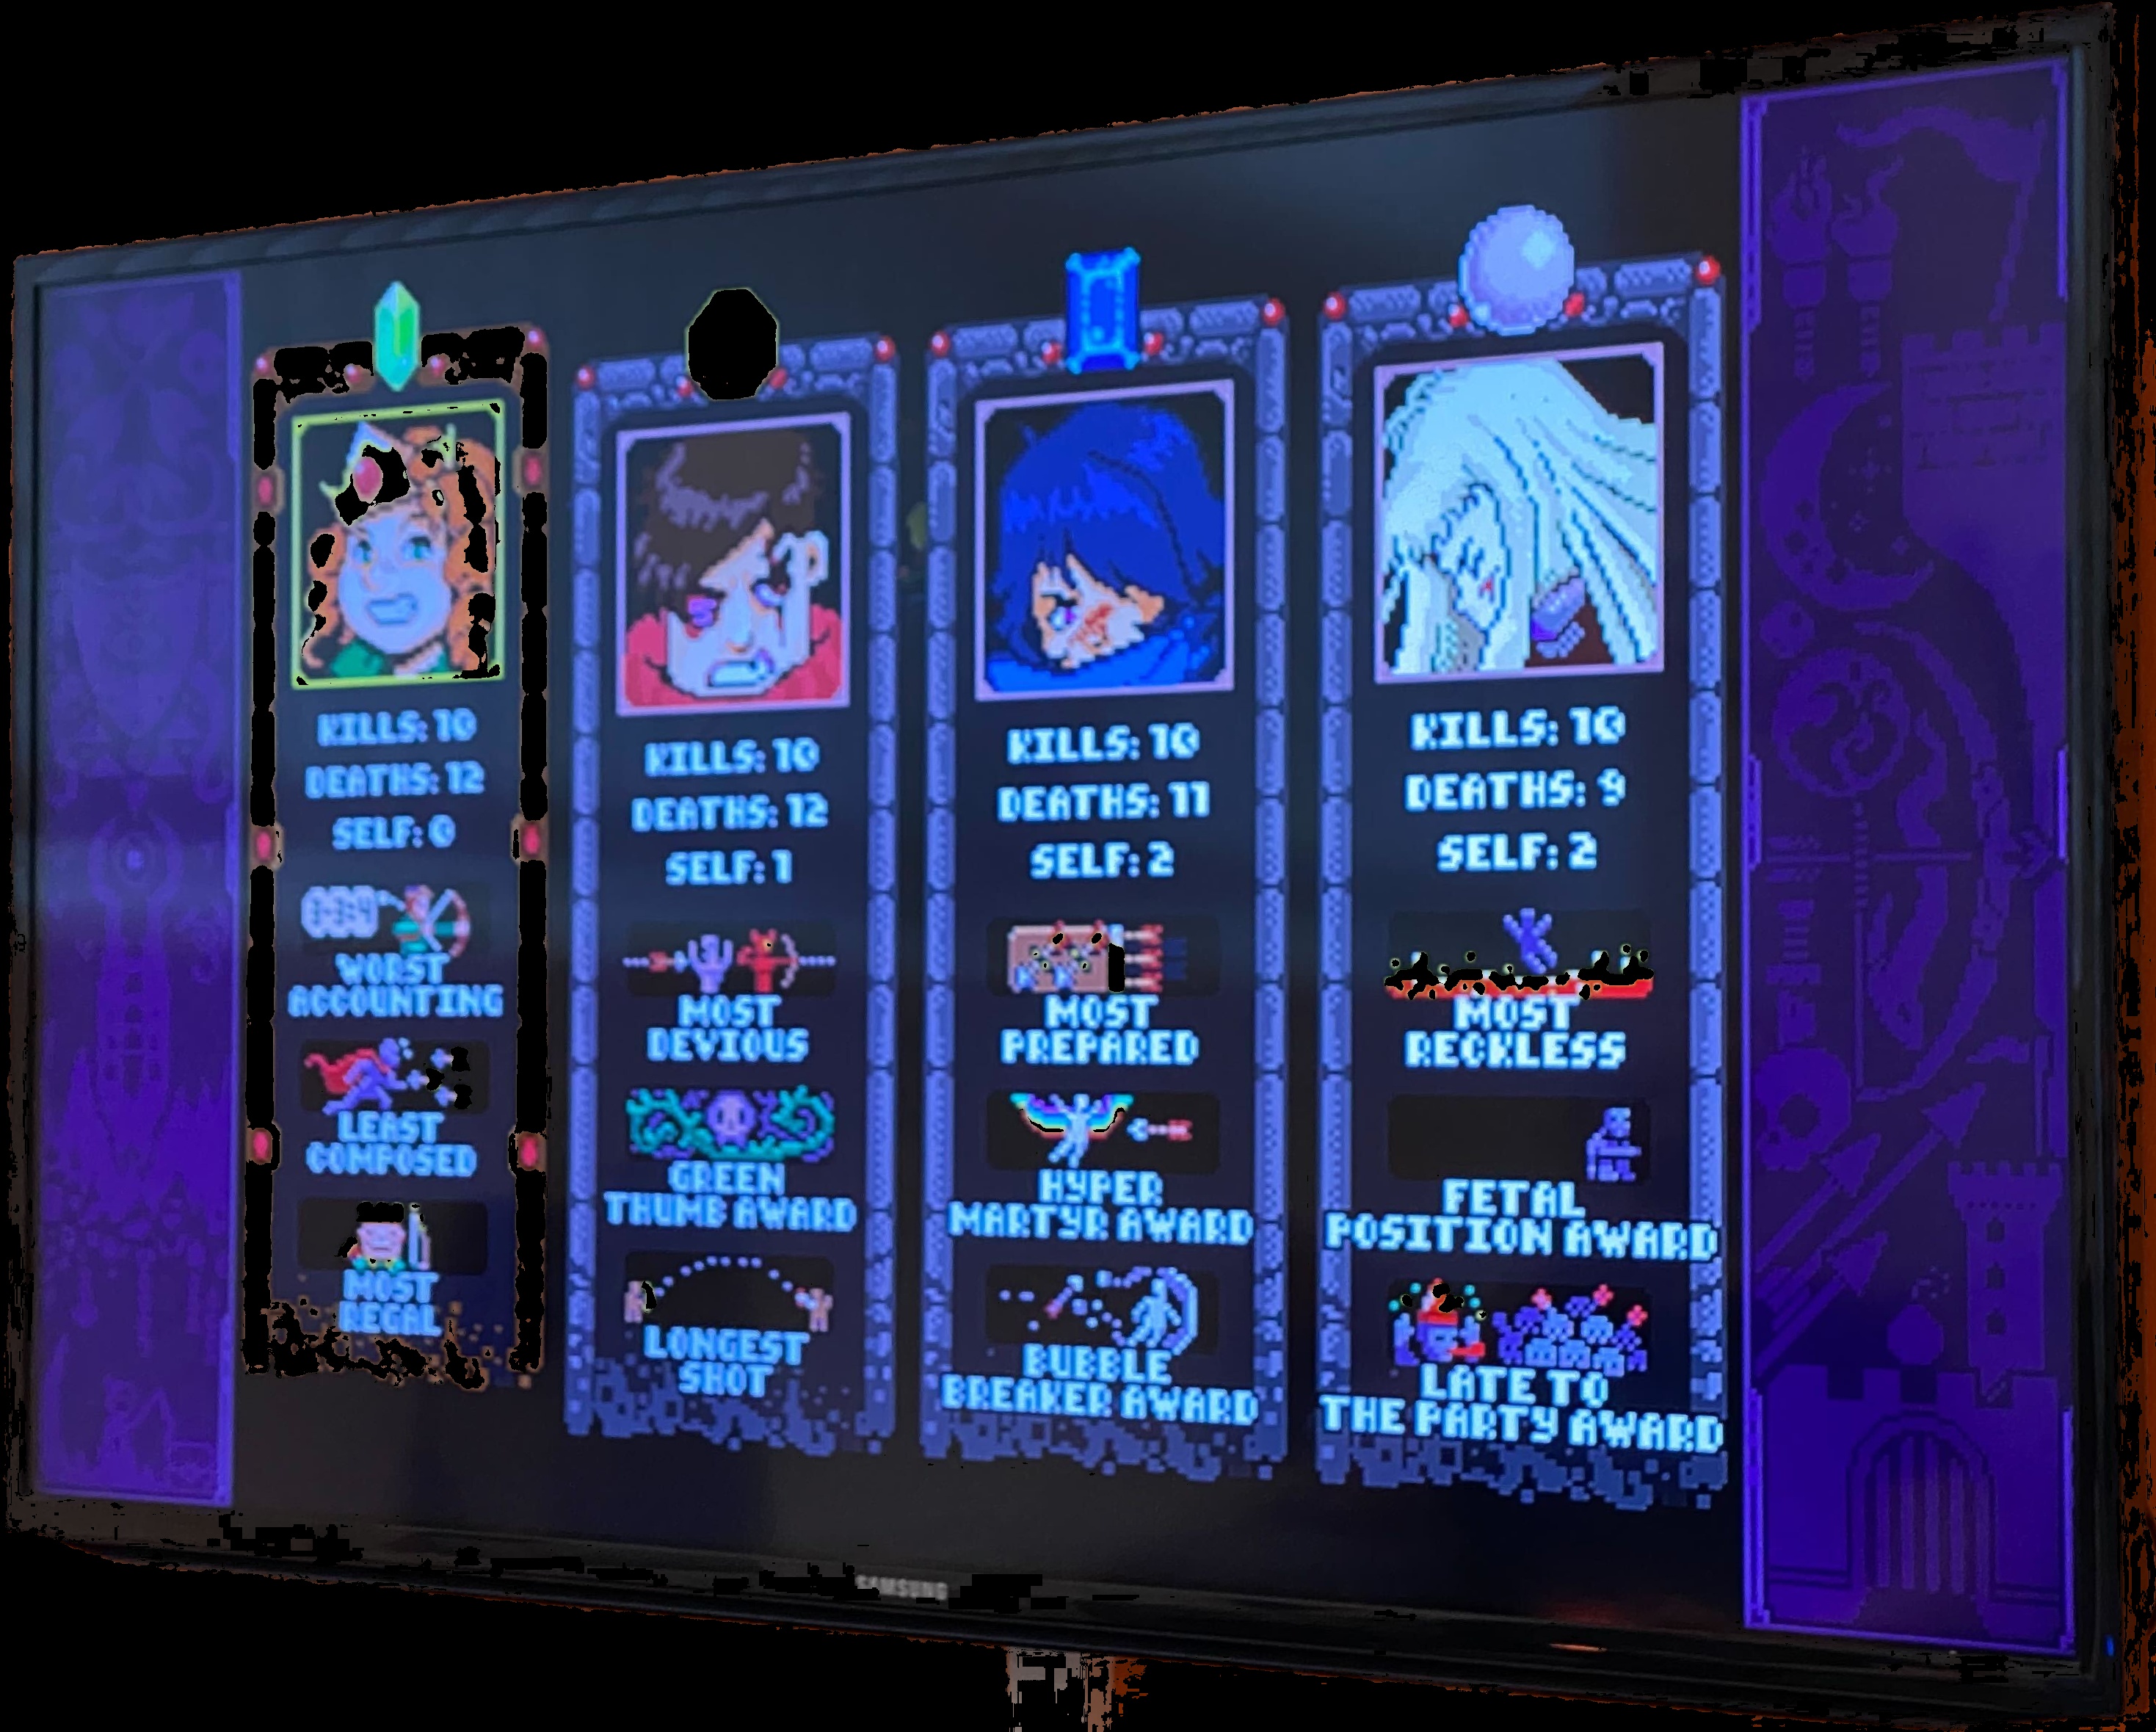 KILLS: 10
DEATHS: 12
SELF: 0
WORST
ACCOUNTING
LEAST
COMPOSED
MOST
REGAL
KILLS: 10
DEATHS: 12
SELF: 1
MOST
DEVIOUS
GREEN
THUMB AWARD
LONGEST
SHOT
KILLS: 10
DEATHS: 11
SELF: 2
MOST
PREPARED
HYPER
MARTYR AWARD
BUBBLE
BREAKER AWARD
KILLS: 10
DEATHS: 9
SELF: 2
MOST
RECKLESS
FETAL
POSITION AWARD
LATE TO
THE PARTY AWARD
SAMSUNG